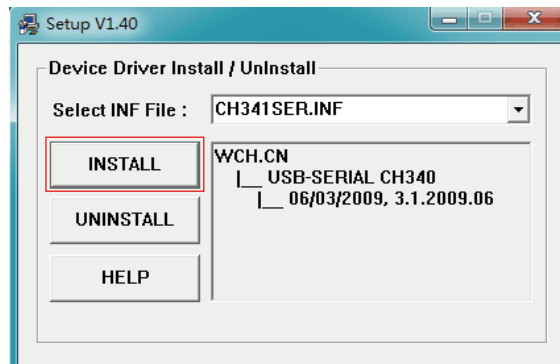 Setup V1.40
Device Driver Install / UnInstall
Select INF File :
CH341SER.INF
INSTALL
UNINSTALL
HELP
WCH.CN
|__ USB-SERIAL CH340
|__ 06/03/2009, 3.1.2009.06